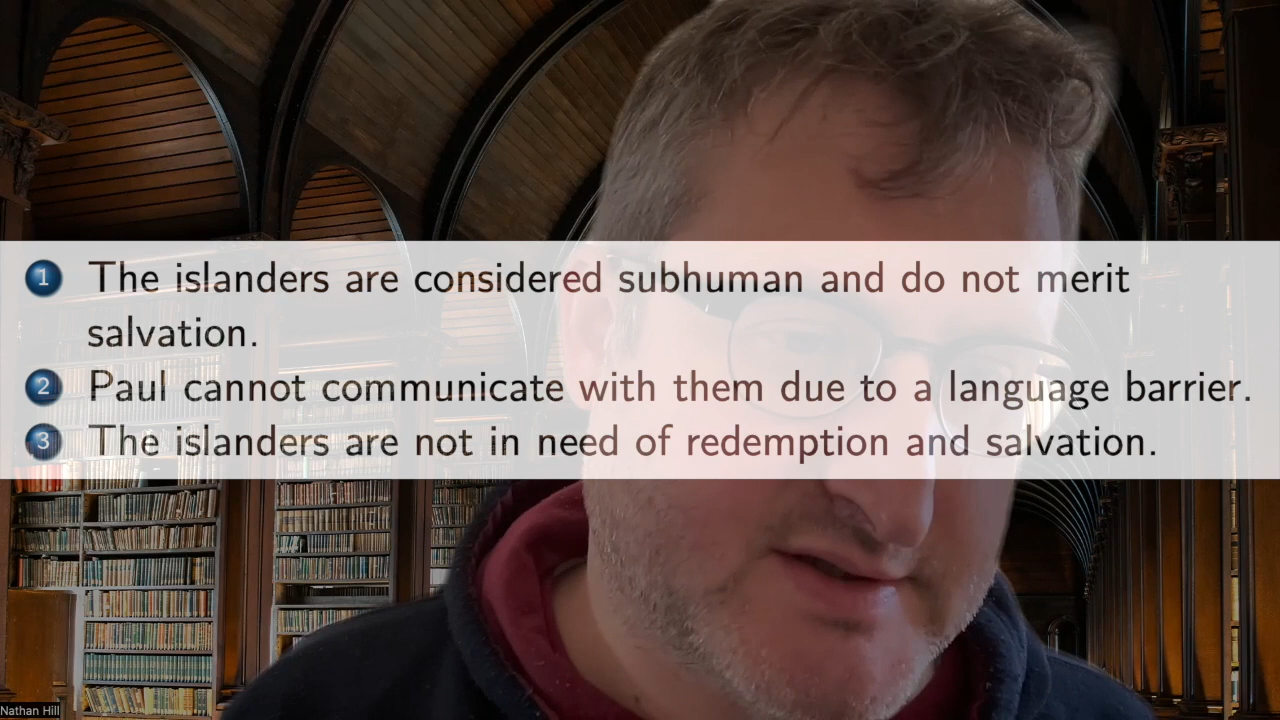 1 The islanders are considered subhuman and do not merit
salvation.
2 Paul cannot communicate with them due to a language barrier.
3 The islanders are not in need of redemption and salvation.
Nathan Hill